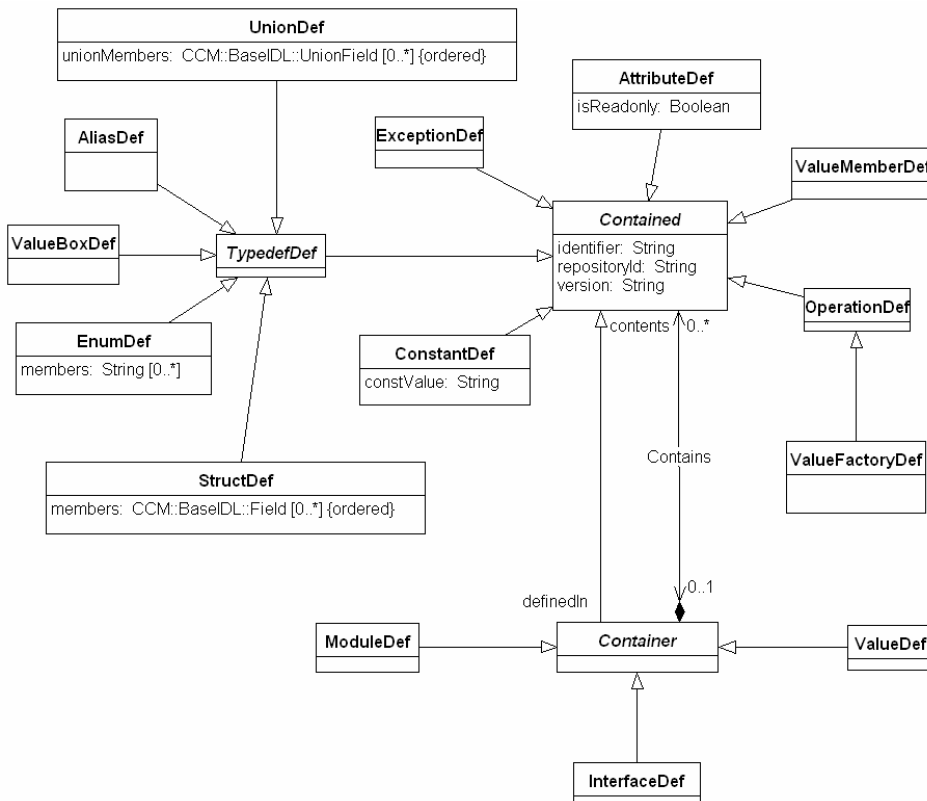 UnionDef
unionMembers: CCM::BaseIDL::UnionField [0..*] {ordered}
AttributeDef
isReadonly: Boolean
AliasDef
ExceptionDef
ValueMemberDef
Contained
identifier: String
repositoryId: String
version: String
ValueBoxDef
TypedefDef
OperationDef
contents
0..*
EnumDef
members: String [0..*]
ConstantDef
constValue: String
Contains
ValueFactoryDef
StructDef
members: CCM::BaseIDL::Field [0..*] {ordered}
0..1
definedIn
ModuleDef
Container
ValueDef
InterfaceDef